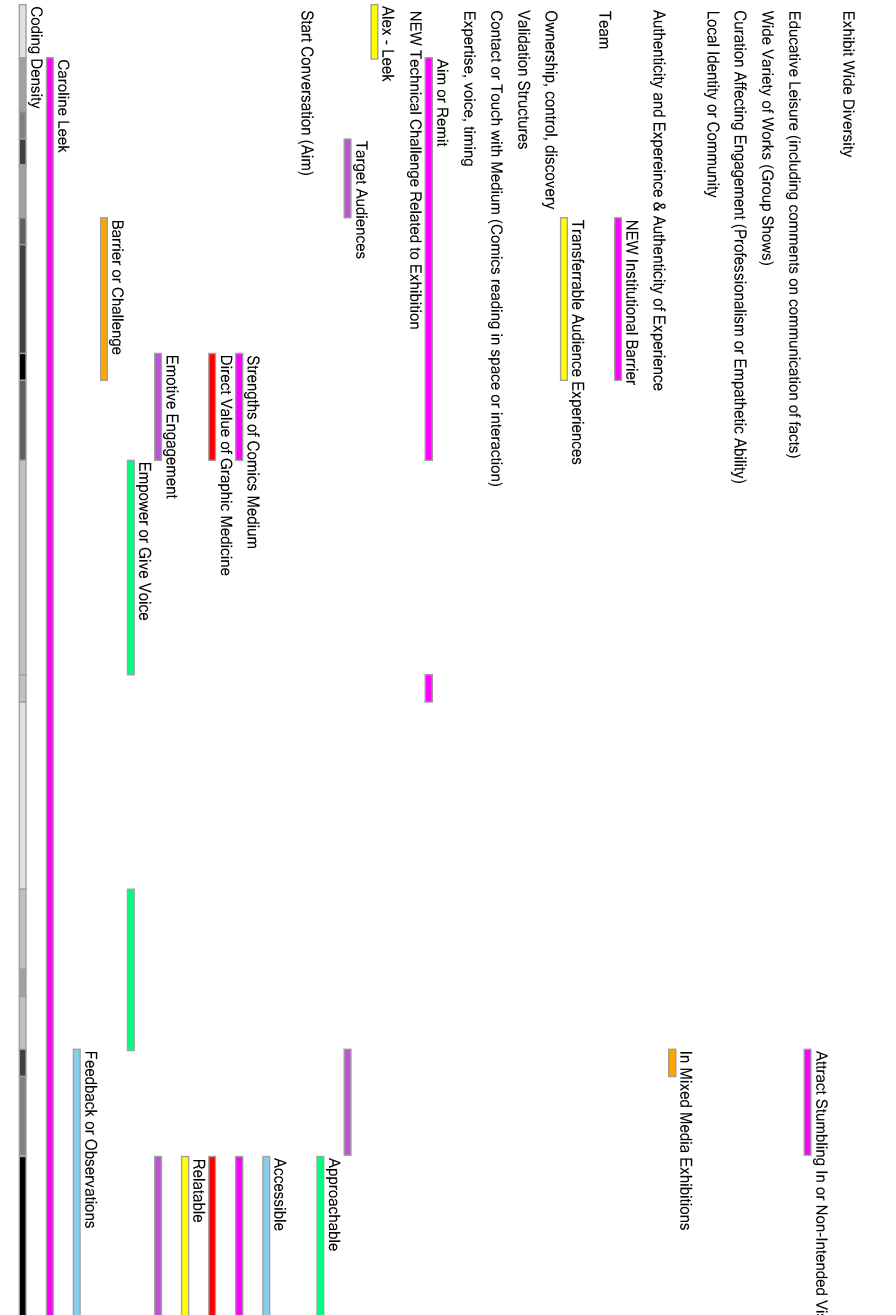 Exhibit Wide Diversity
Attract Stumbling In or Non-Intended
Educative Leisure (including comments on communication of facts)
Wide Variety of Works (Group Shows)
Curation Affecting Engagement (Professionalism or Empathetic Ability)
Local Identity or Community
In Mixed Media Exhibitions
Authenticity and Expereince & Authenticity of Experience
NEW Institutional Barrier
Team
Transferrable Audience Experiences
Ownership, control, discovery
Validation Structures
Contact or Touch with Medium (Comics reading in space or interaction)
Expertise, voice, timing
Aim or Remit
NEW Technical Challenge Related to Exhibition
Alex - Leek
Target Audiences
Approachable
Start Conversation (Aim)
Accessible
Strengths of Comics Medium
Direct Value of Graphic Medicine
Relatable
Emotive Engagement
Empower or Give Voice
Barrier or Challenge
Feedback or Observations
Caroline Leek
Coding Density